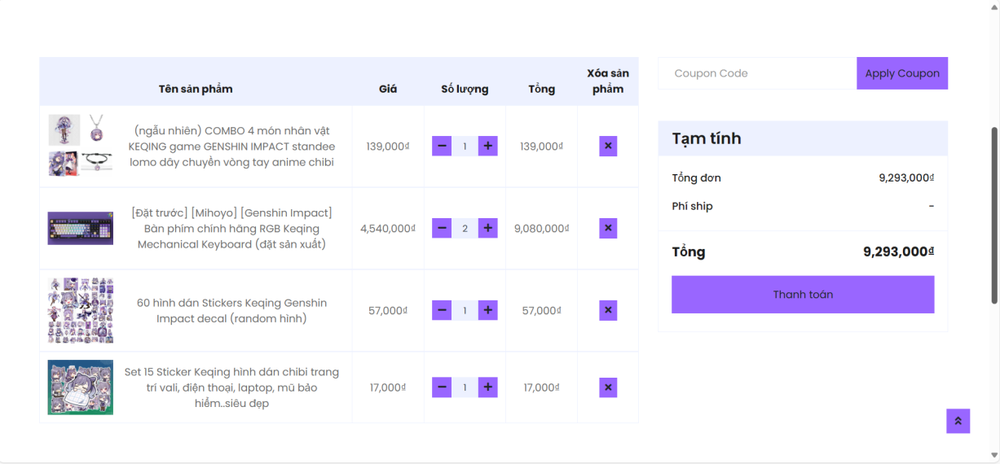 Tên sản phẩm
Giá
Số lượng
Tổng
Xóa sản
phẩm
(ngẫu nhiên) COMBO 4 món nhân vật
KEQING game GENSHIN IMPACT standee
lomo dây chuyền vòng tay anime chibi
139,000₫
1
139,000₫
[Đặt trước] [Mihoyo] [Genshin Impact]
Bàn phím chính hãng RGB Keqing
Mechanical Keyboard (đặt sản xuất)
4,540,000₫
2
9,080,000₫
60 hình dán Stickers Keqing Genshin
Impact decal (random hình)
57,000₫
1
57,000₫
Set 15 Sticker Keqing hình dán chibi trang
trí vali, điện thoại, laptop, mũ bảo
hiểm..siêu đẹp
17,000₫
1
17,000₫
Coupon Code
Apply Coupon
Tạm tính
Tổng đơn 9,293,000₫
Phí ship -
Tổng 9,293,000₫
Thanh toán